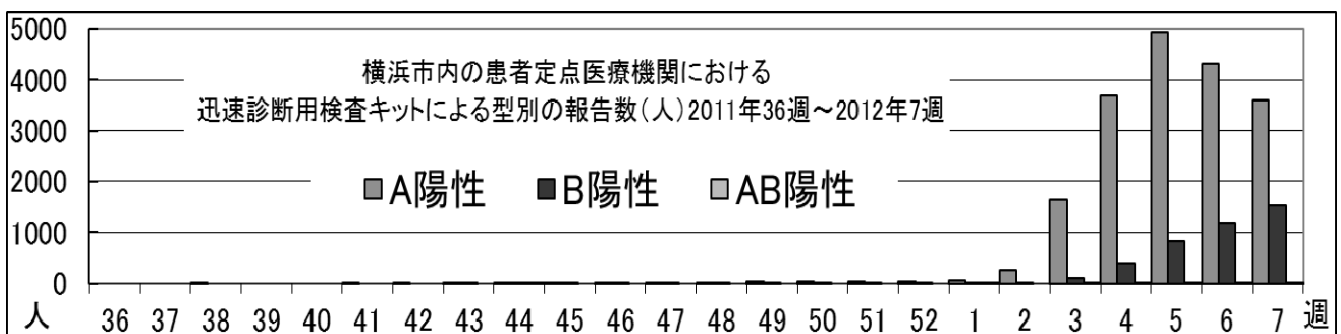 5000
横浜市内の患者定点医療機関における
4000
迅速診断用検査キットによる型別の報告数(人)2011年36週～2012年7週
3000
2000
A陽性 B陽性 AB陽性
1000
0
人 36 37 38 39 40 41 42 43 44 45 46 47 48 49 50 51 52 1 2 3 4 5 6 7 週